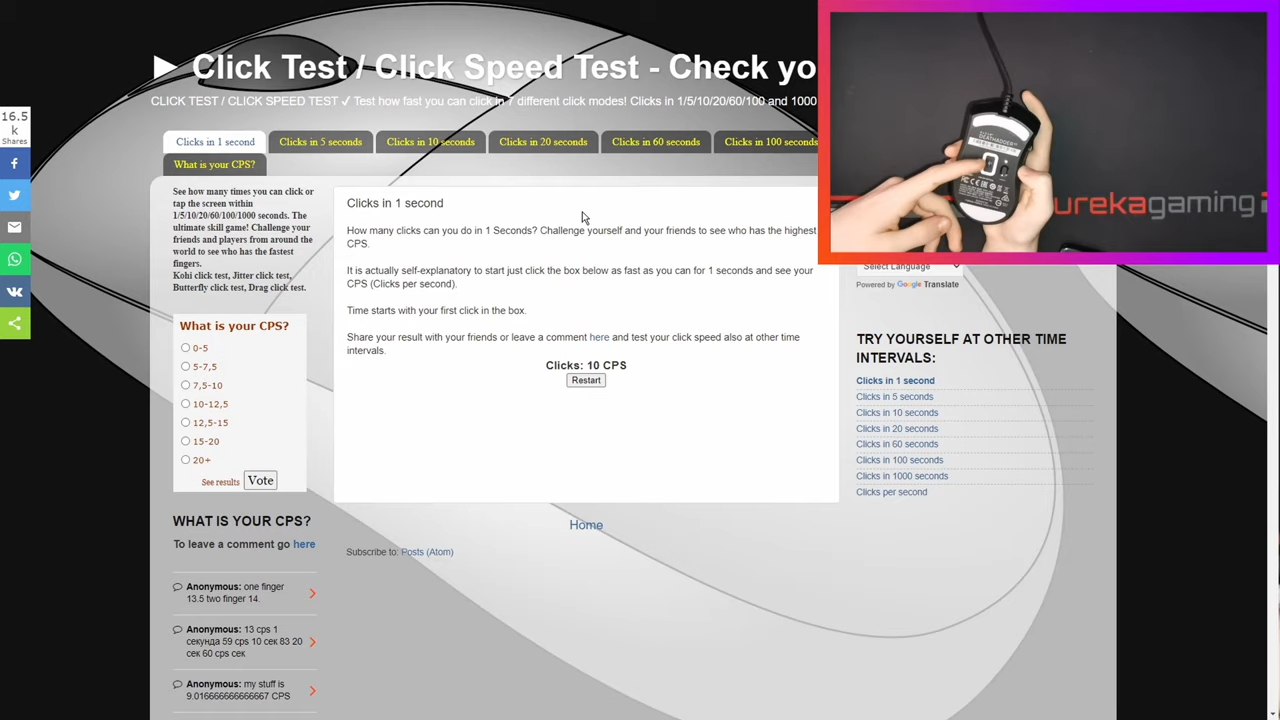 ► Click Test / Click Speed Test - Check yo
CLICK TEST / CLICK SPEED TEST ✓ Test how fast you can click in 7 different click modes! Clicks in 1/5/10/20/60/100 and 1000
16.5
k
Shares
Clicks in 1 second
Clicks in 5 seconds
Clicks in 10 seconds
Clicks in 20 seconds
Clicks in 60 seconds
Clicks in 100 seconds
What is your CPS?
See how many times you can click or
tap the screen within
1/5/10/20/60/100/1000 seconds. The
ultimate skill game! Challenge your
friends and players from around the
world to see who has the fastest
fingers.
Kohi click test, Jitter click test,
Butterfly click test, Drag click test.
What is your CPS?
0-5
5-7,5
7,5-10
10-12,5
12,5-15
15-20
20+
See results
Vote
WHAT IS YOUR CPS?
To leave a comment go here
Anonymous: one finger
13.5 two finger 14.
Anonymous: 13 cps 1
секунда 59 cps 10 сек 83 20
сек 60 cps сек
Anonymous: my stuff is
9.016666666666667 CPS
Clicks in 1 second
How many clicks can you do in 1 Seconds? Challenge yourself and your friends to see who has the highest
CPS.
It is actually self-explanatory to start just click the box below as fast as you can for 1 seconds and see your
CPS (Clicks per second).
Time starts with your first click in the box.
Share your result with your friends or leave a comment here and test your click speed also at other time
intervals.
Clicks: 10 CPS
Restart
Home
Subscribe to: Posts (Atom)
DEATHADDER
urekagaming
Select Language
Powered by Google Translate
TRY YOURSELF AT OTHER TIME
INTERVALS:
Clicks in 1 second
Clicks in 5 seconds
Clicks in 10 seconds
Clicks in 20 seconds
Clicks in 60 seconds
Clicks in 100 seconds
Clicks in 1000 seconds
Clicks per second